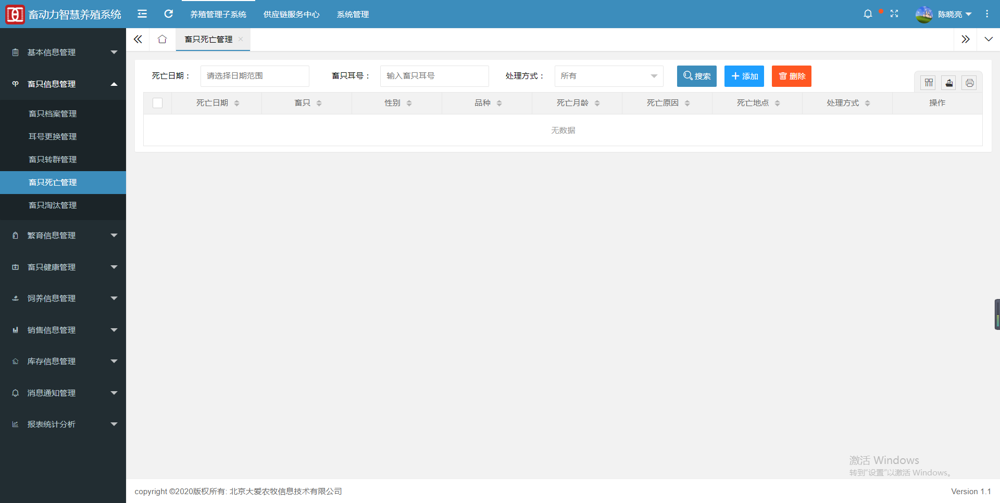 畜动力智慧养殖系统
养殖管理子系统
供应链服务中心
系统管理
陈晓亮
基本信息管理
畜只信息管理
畜只档案管理
耳号更换管理
畜只转群管理
畜只死亡管理
畜只淘汰管理
繁育信息管理
畜只健康管理
饲养信息管理
销售信息管理
库存信息管理
消息通知管理
报表统计分析
畜只死亡管理
死亡日期： 请选择日期范围 畜只耳号： 输入畜只耳号 处理方式： 所有 搜索 添加 删除
死亡日期 畜只 性别 品种 死亡月龄 死亡原因 死亡地点 处理方式 操作
无数据
激活 Windows
转到“设置”以激活 Windows。
copyright ©2020版权所有: 北京大爱农牧信息技术有限公司
Version 1.1